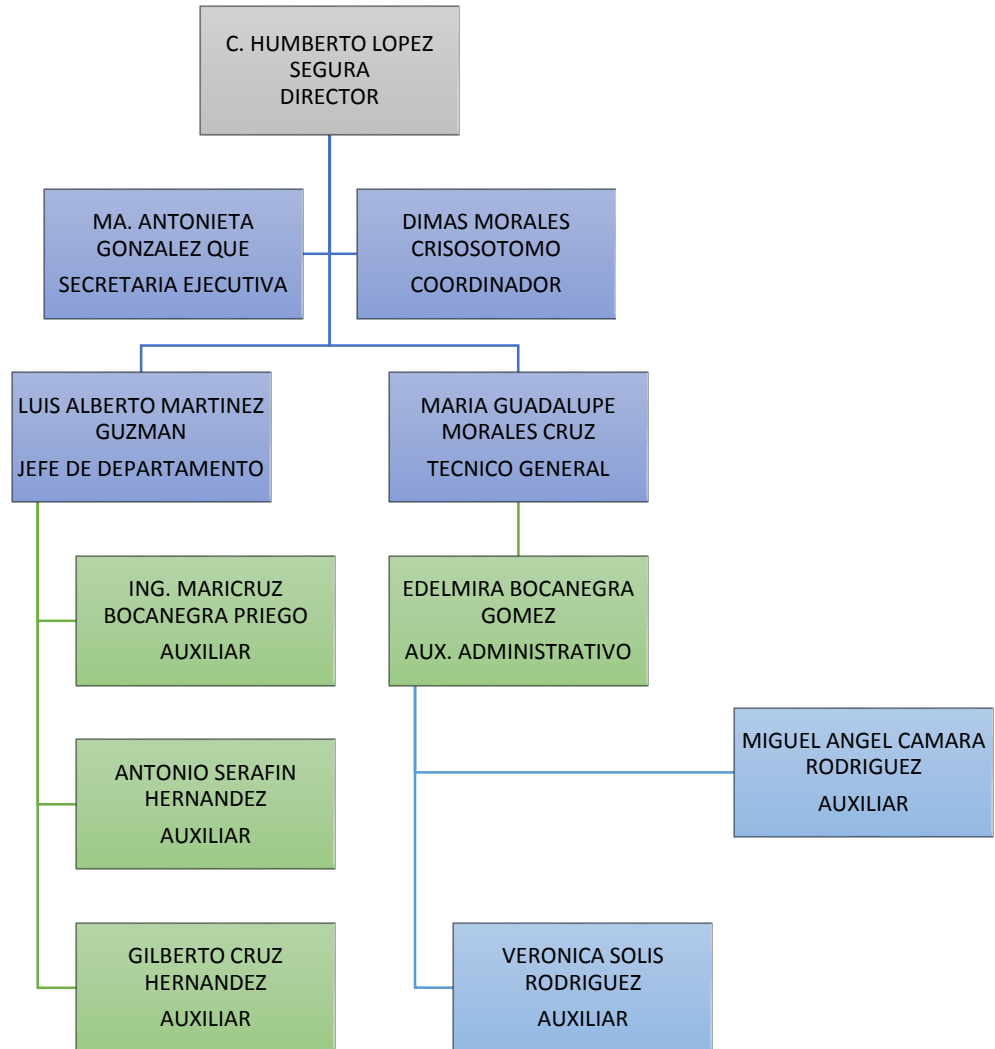 C. HUMBERTO LOPEZ
SEGURA
DIRECTOR
MA. ANTONIETA
GONZALEZ QUE
SECRETARIA EJECUTIVA
DIMAS MORALES
CRISOSOTOMO
COORDINADOR
LUIS ALBERTO MARTINEZ
GUZMAN
JEFE DE DEPARTAMENTO
MARIA GUADALUPE
MORALES CRUZ
TECNICO GENERAL
ING. MARICRUZ
BOCANEGRA PRIEGO
AUXILIAR
EDELMIRA BOCANEGRA
GOMEZ
AUX. ADMINISTRATIVO
ANTONIO SERAFIN
HERNANDEZ
AUXILIAR
MIGUEL ANGEL CAMARA
RODRIGUEZ
AUXILIAR
GILBERTO CRUZ
HERNANDEZ
AUXILIAR
VERONICA SOLIS
RODRIGUEZ
AUXILIAR